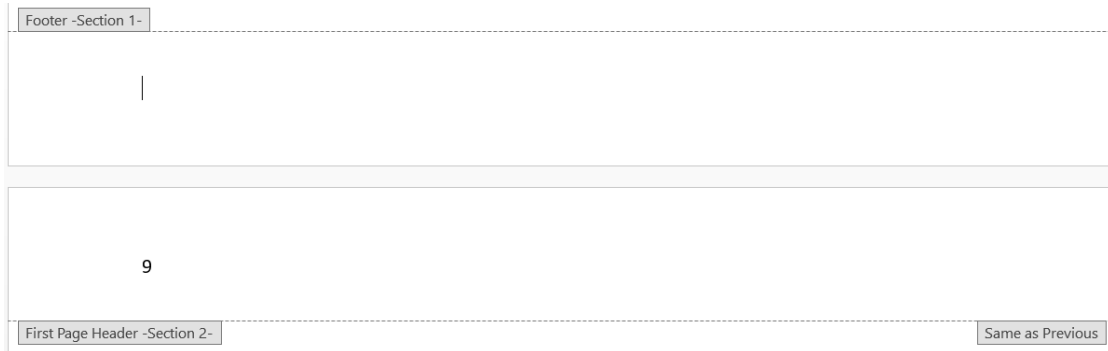 Footer -Section 1-
9
First Page Header -Section 2-
Same as Previous